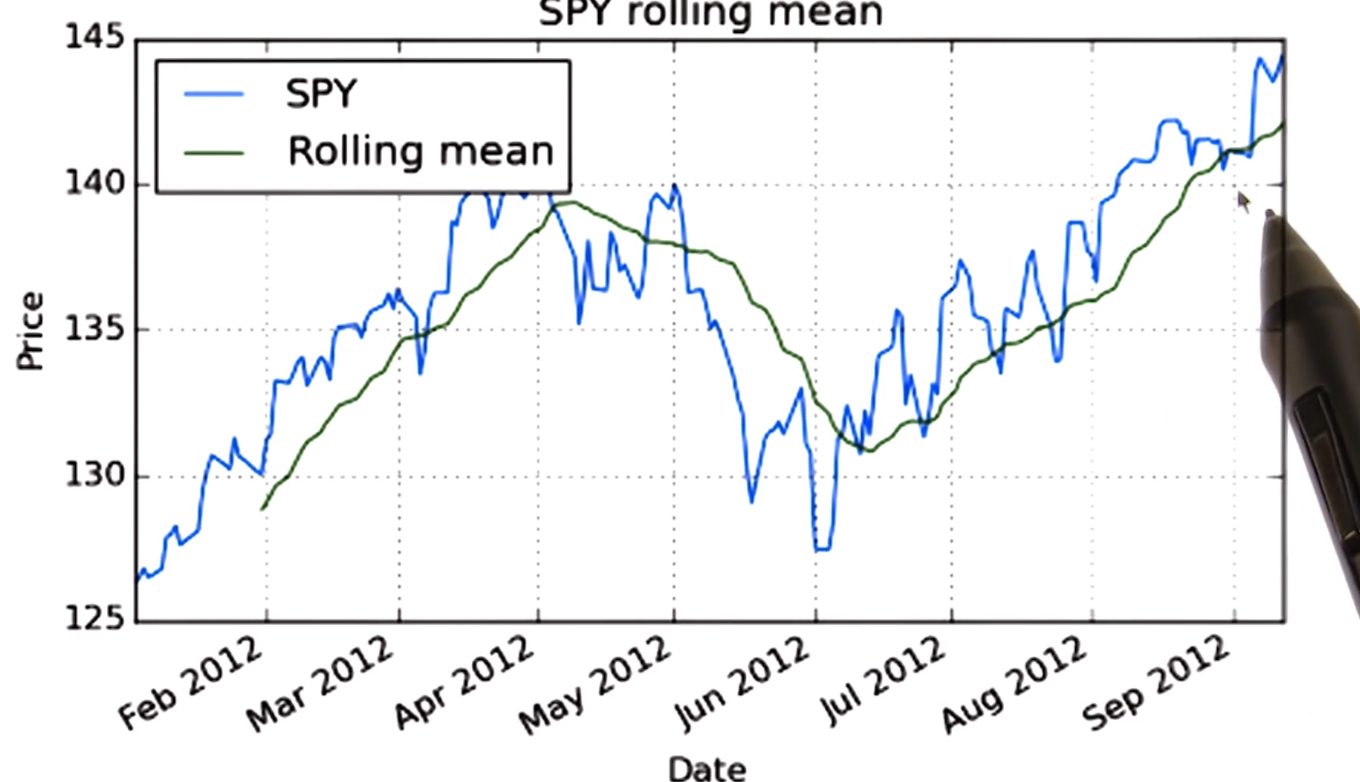 SPY rolling mean
145
SPY
Rolling mean
140
135
130
125
Price
Feb 2012
Mar 2012
Apr 2012
May 2012
Jun 2012
Jul 2012
Aug 2012
Sep 2012
Date